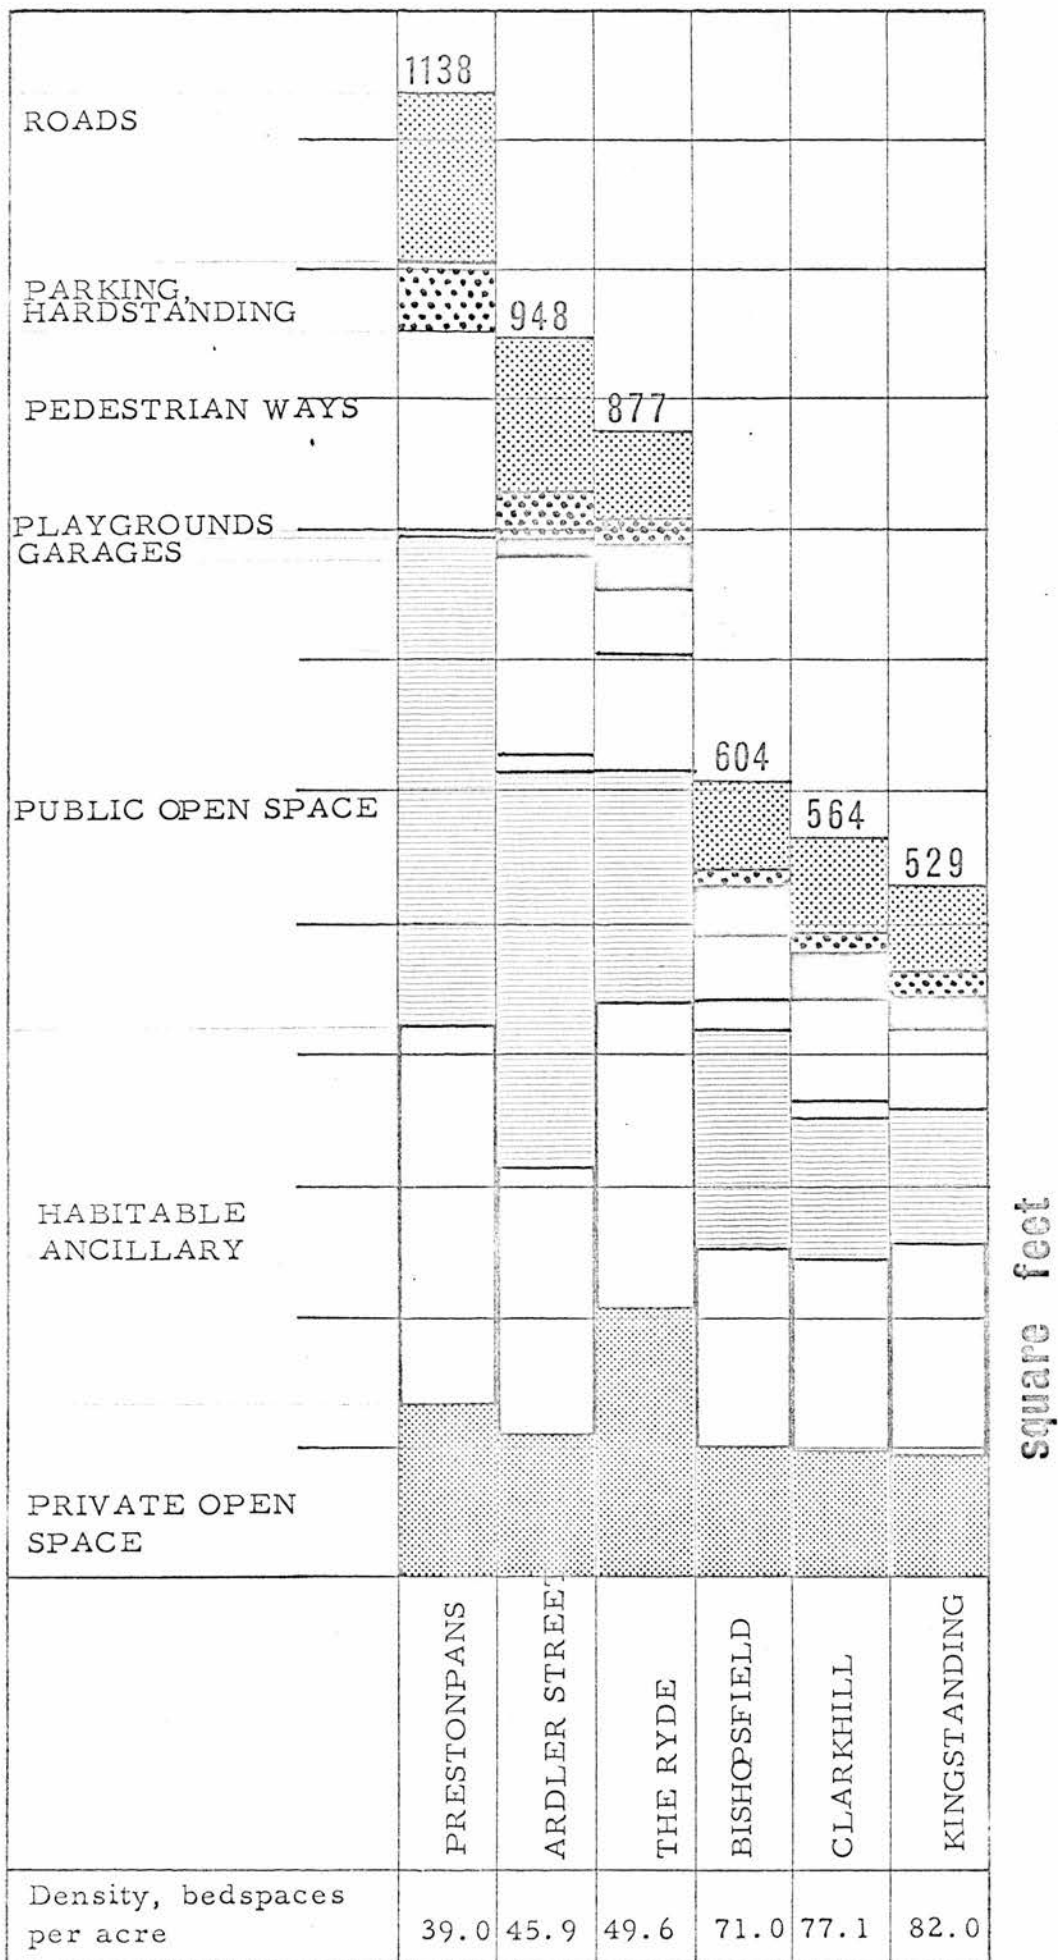 1138
ROADS
PARKING,
HARDSTANDING
948
PEDESTRIAN WAYS
877
PLAYGROUNDS
GARAGES
604
PUBLIC OPEN SPACE
564
529
HABITABLE
ANCILLARY
square feet
PRIVATE OPEN
SPACE
PRESTONPANS
ARDLER STREET
THE RYDE
BISHOPSFIELD
CLARKHILL
KINGSTANDING
Density, bedspaces
per acre
39.0 45.9 49.6 71.0 77.1 82.0